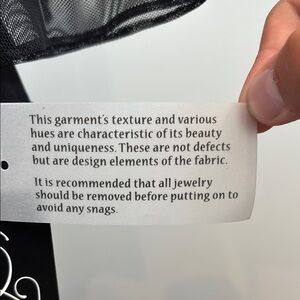 This garment's texture and various
hues are characteristic of its beauty
and uniqueness. These are not defects
but are design elements of the fabric.
It is recommended that all jewelry
should be removed before putting on to
avoid any snags.